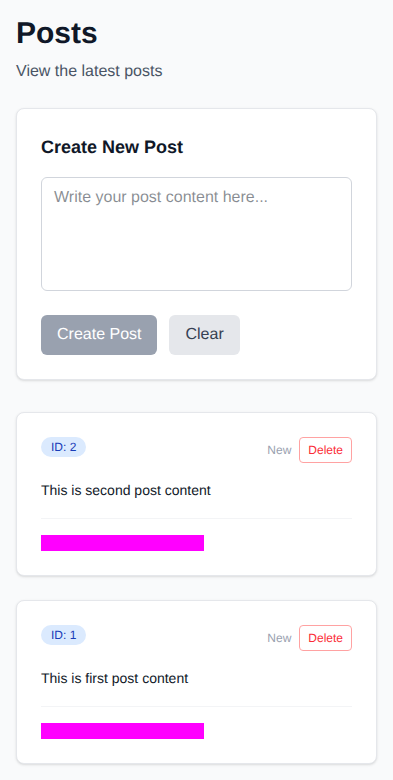 Posts
View the latest posts
Create New Post
Write your post content here...
Create Post Clear
ID: 2 New Delete
This is second post content
ID: 1 New Delete
This is first post content